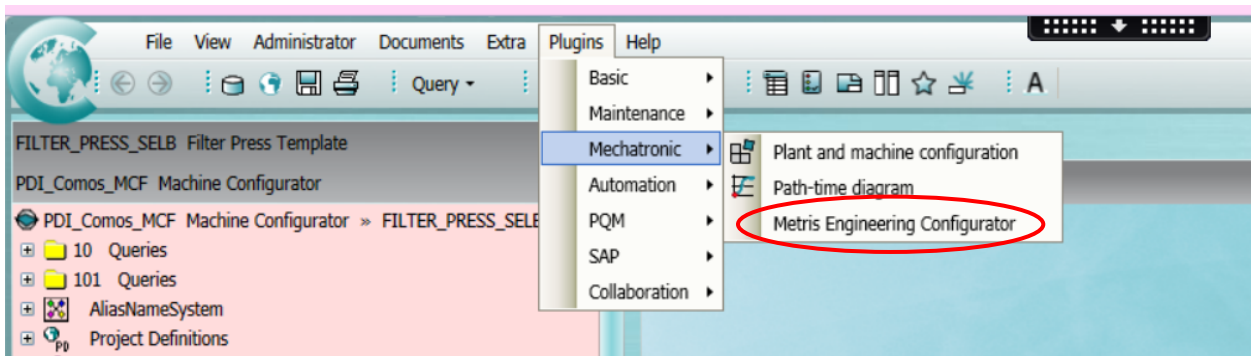 File View Administrator Documents Extra Plugins Help
Query
A
Basic
Maintenance
Mechatronic
Automation
PQM
SAP
Collaboration
Plant and machine configuration
Path-time diagram
Metris Engineering Configurator
FILTER_PRESS_SELB Filter Press Template
PDI_Comos_MCF Machine Configurator
PDI_Comos_MCF Machine Configurator » FILTER_PRESS_SELE
10 Queries
101 Queries
AliasNameSystem
PD Project Definitions